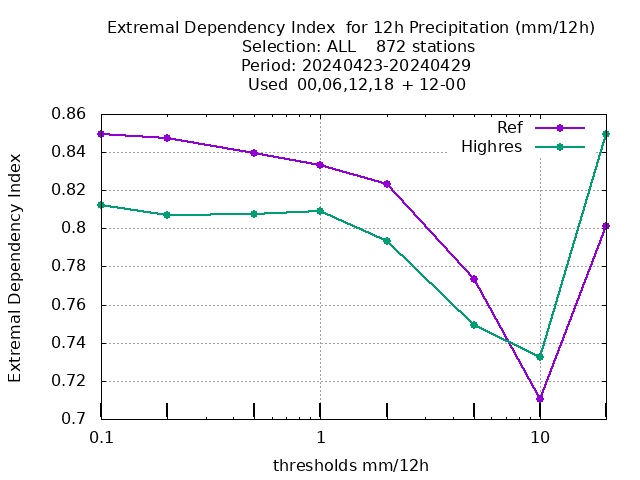 Extremal Dependency Index  for 12h Precipitation (mm/12h)
Selection: ALL    872 stations
Period: 20240423-20240429
Used  00,06,12,18  + 12-00
Ref
Highres
Extremal Dependency Index
0.86
0.84
0.82
0.8
0.78
0.76
0.74
0.72
0.7
0.1
1
10
thresholds mm/12h